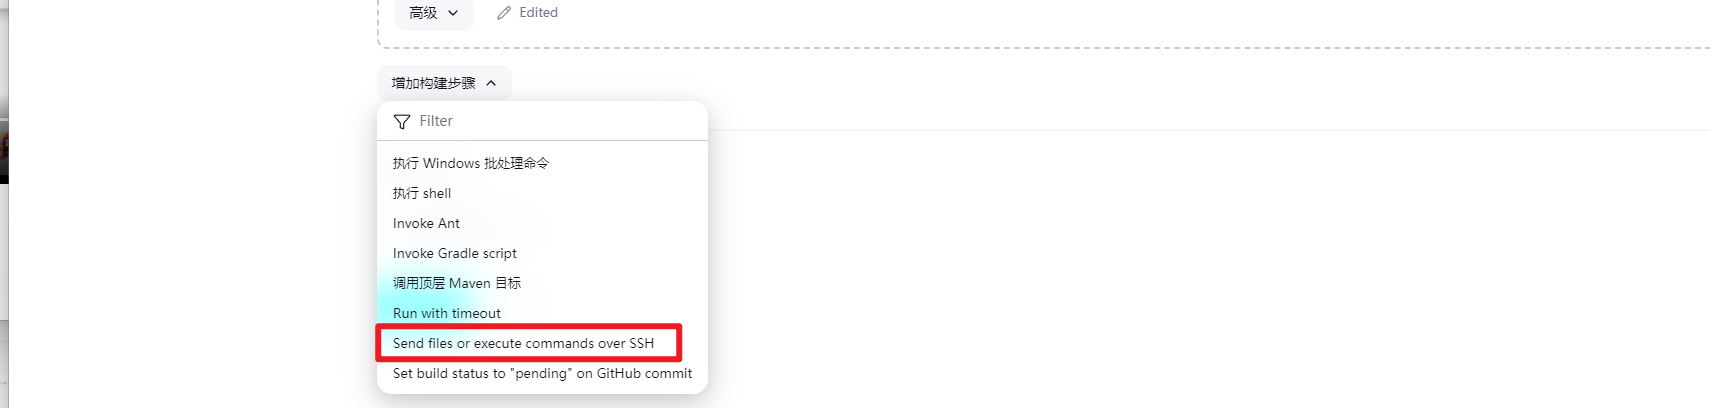 高级 Edited
增加构建步骤
Filter
执行 Windows 批处理命令
执行 shell
Invoke Ant
Invoke Gradle script
调用顶层 Maven 目标
Run with timeout
Send files or execute commands over SSH
Set build status to "pending" on GitHub commit